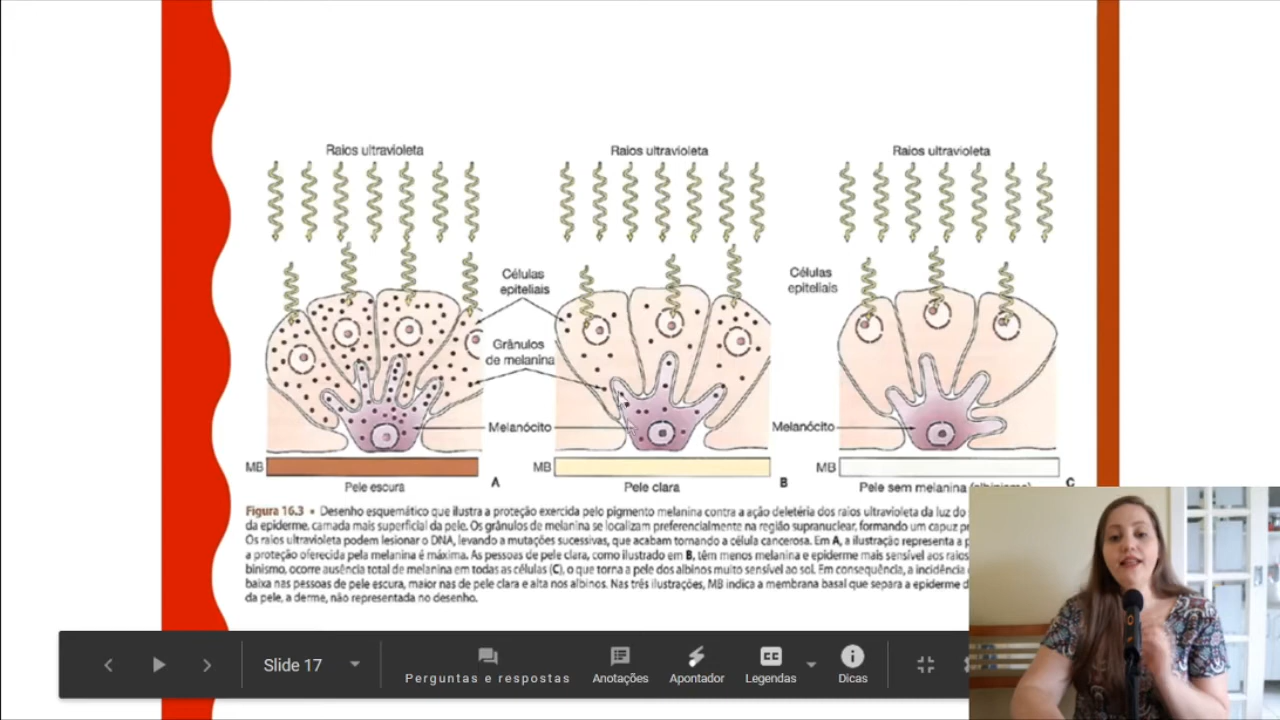 Raios ultravioleta
Raios ultravioleta
Raios ultravioleta
Células
epiteliais
Células
epiteliais
Grânulos
de melanina
Melanócito
Melanócito
MB
MB
MB
A
B
C
Pele escura
Pele clara
Pele sem melanina (albinismo)
Figura 16.3 • Desenho esquemático que ilustra a proteção exercida pelo pigmento melanina contra a ação deletéria dos raios ultravioleta da luz do
da epiderme, camada mais superficial da pele. Os grânulos de melanina se localizam preferencialmente na região supranuclear, formando um capuz
Os raios ultravioleta podem lesionar o DNA, levando a mutações sucessivas, que acabam tornando a célula cancerosa. Em A, a ilustração representa a
a proteção oferecida pela melanina é máxima. As pessoas de pele clara, como ilustrado em B, têm menos melanina e epiderme mais sensível aos raios
binismo, ocorre ausência total de melanina em todas as células (C), o que torna a pele dos albinos muito sensível ao sol. Em consequência, a incidência
baixa nas pessoas de pele escura, maior nas de pele clara e alta nos albinos. Nas três ilustrações, MB indica a membrana basal que separa a epiderme
da pele, a derme, não representada no desenho.
Slide 17
Perguntas e respostas
Anotações
Apontador
Legendas
Dicas